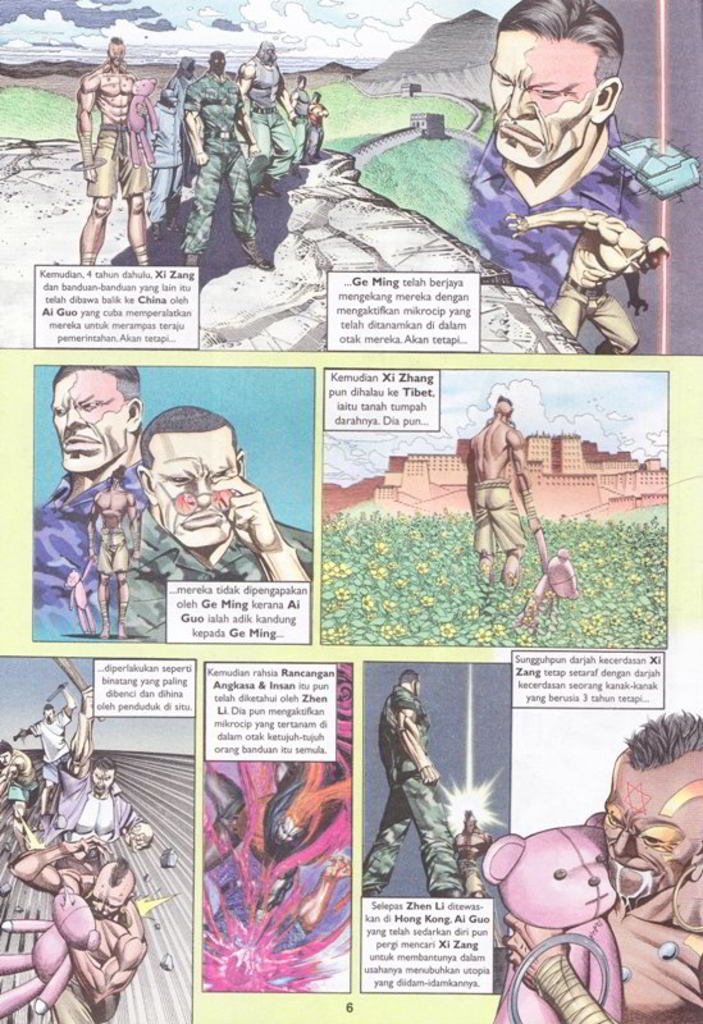 Kemudian, 4 tahun dahulu, Xi Zang
dan banduan-banduan yang lain itu
telah dibawa balik ke China oleh
Ai Guo yang cuba memperalatkan
mereka untuk merampas teraju
pemerintahan. Akan tetapi...
...Ge Ming telah berjaya
mengekang mereka dengan
mengaktifkan mikrocip yang
telah ditanamkan di dalam
otak mereka. Akan tetapi...
...mereka tidak dipengapakan
oleh Ge Ming kerana Ai
Guo ialah adik kandung
kepada Ge Ming...
Kemudian Xi Zhang
pun dihalau ke Tibet,
iaitu tanah tumpah
darahnya. Dia pun...
...diperlakukan seperti
binatang yang paling
dibenci dan dihina
oleh penduduk di situ.
Kemudian rahsia Rancangan
Angkasa & Insan itu pun
telah diketahui oleh Zhen
Li. Dia pun mengaktifkan
mikrocip yang tertanam di
dalam otak ketujuh-tujuh
orang banduan itu semula.
Selepas Zhen Li ditewas-
kan di Hong Kong, Ai Guo
yang telah sedarkan diri pun
pergi mencari Xi Zang
untuk membantunya dalam
usahanya menubuhkan utopia
yang diidam-idamkannya.
Sungguhpun darjah kecerdasan Xi
Zang tetap setaraf dengan darjah
kecerdasan seorang kanak-kanak
yang berusia 3 tahun tetapi...
6